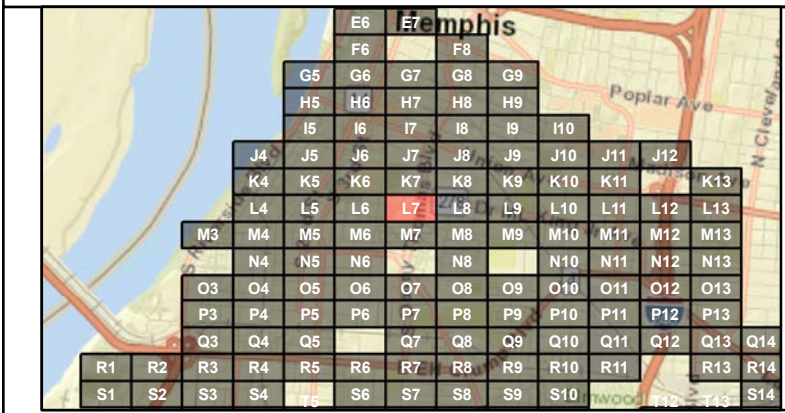 Memphis
E6 E7
F6 F8
G5 G6 G7 G8 G9
Poplar Ave
H5 H6 H7 H8 H9
I5 I6 I7 I8 I9 I10
J4 J5 J6 J7 J8 J9 J10 J11 J12
K4 K5 K6 K7 K8 K9 K10 K11 K13
L4 L5 L6 L7 L8 L9 L10 L11 L12 L13
M3 M4 M5 M6 M7 M8 M9 M10 M11 M12 M13
N4 N5 N6 N8 N10 N11 N12 N13
O3 O4 O5 O6 O7 O8 O9 O10 O11 O12 O13
P3 P4 P5 P6 P7 P8 P9 P10 P11 P12 P13
Q3 Q4 Q5 Q7 Q8 Q9 Q10 Q11 Q12 Q13 Q14
R1 R2 R3 R4 R5 R6 R7 R8 R9 R10 R11 R13 R14
S1 S2 S3 S4 S6 S7 S8 S9 S10 S14
T5 T12 T13